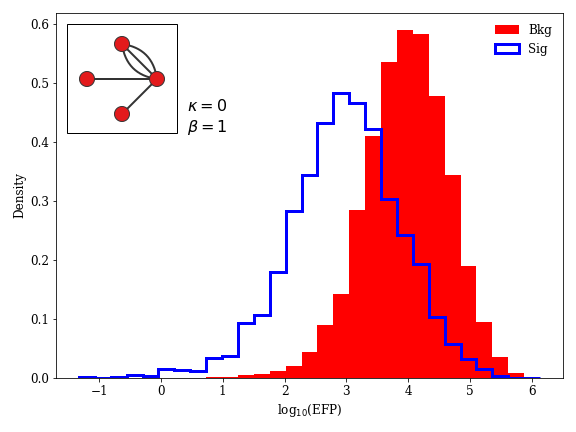 0.6
0.5
0.4
0.3
0.2
0.1
0.0
Density
κ = 0
β = 1
Bkg
Sig
−1 0 1 2 3 4 5 6
log₁₀(EFP)